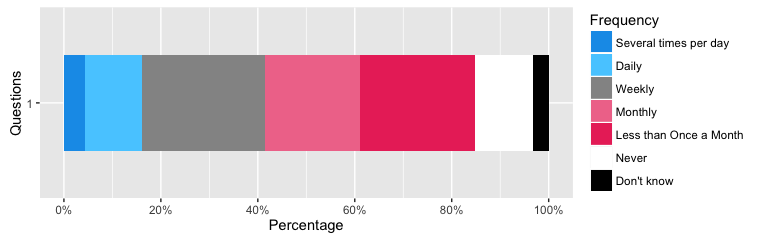 Frequency
Several times per day
Daily
Weekly
Monthly
Less than Once a Month
Never
Don't know
Questions
1
0%
20%
40%
60%
80%
100%
Percentage